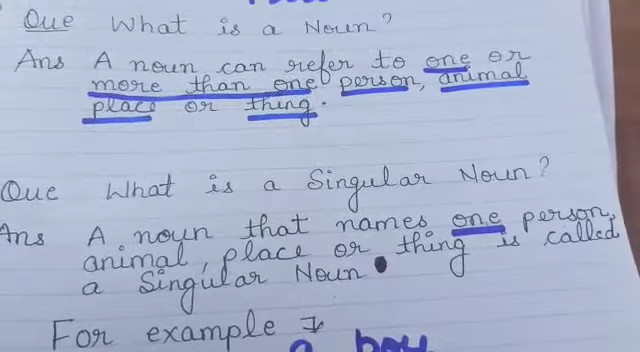 Que What is a Noun?
Ans A noun can refer to one or
more than one person, animal
place or thing.
Que What is a Singular Noun?
Ans A noun that names one person,
animal, place or thing is called
a Singular Noun.
For example
a boy